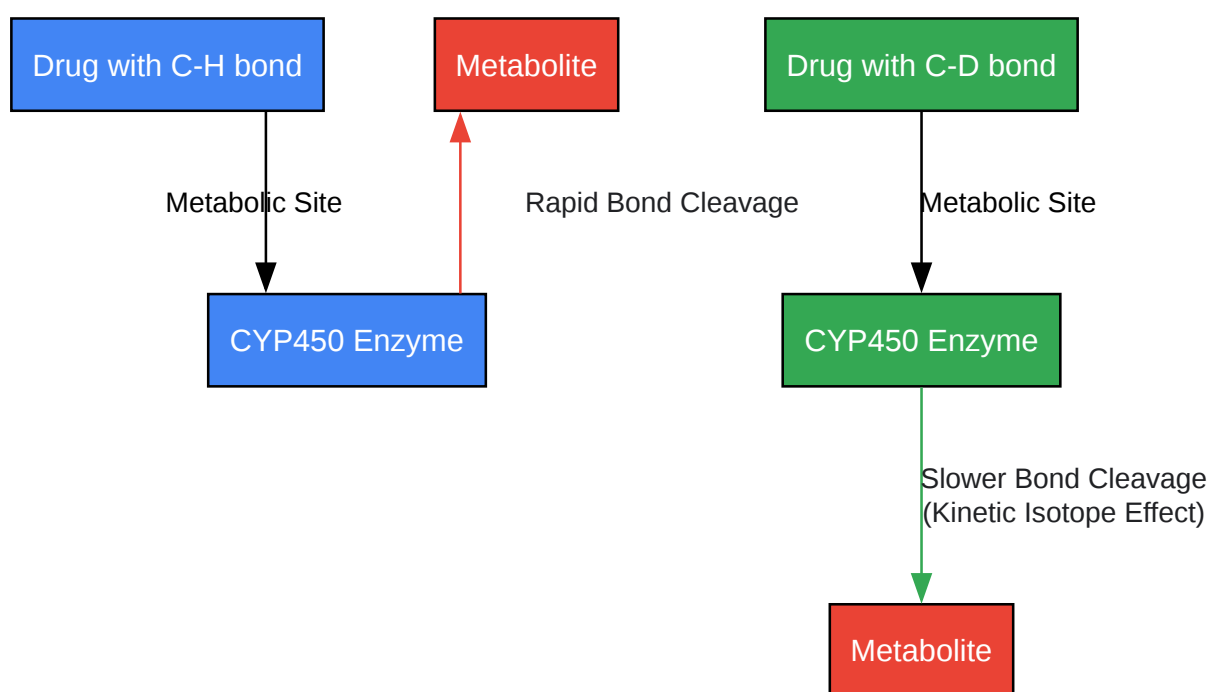 Drug with C-H bond
Metabolite
Drug with C-D bond
Metabolic Site
Rapid Bond Cleavage
Metabolic Site
CYP450 Enzyme
CYP450 Enzyme
Slower Bond Cleavage
(Kinetic Isotope Effect)
Metabolite